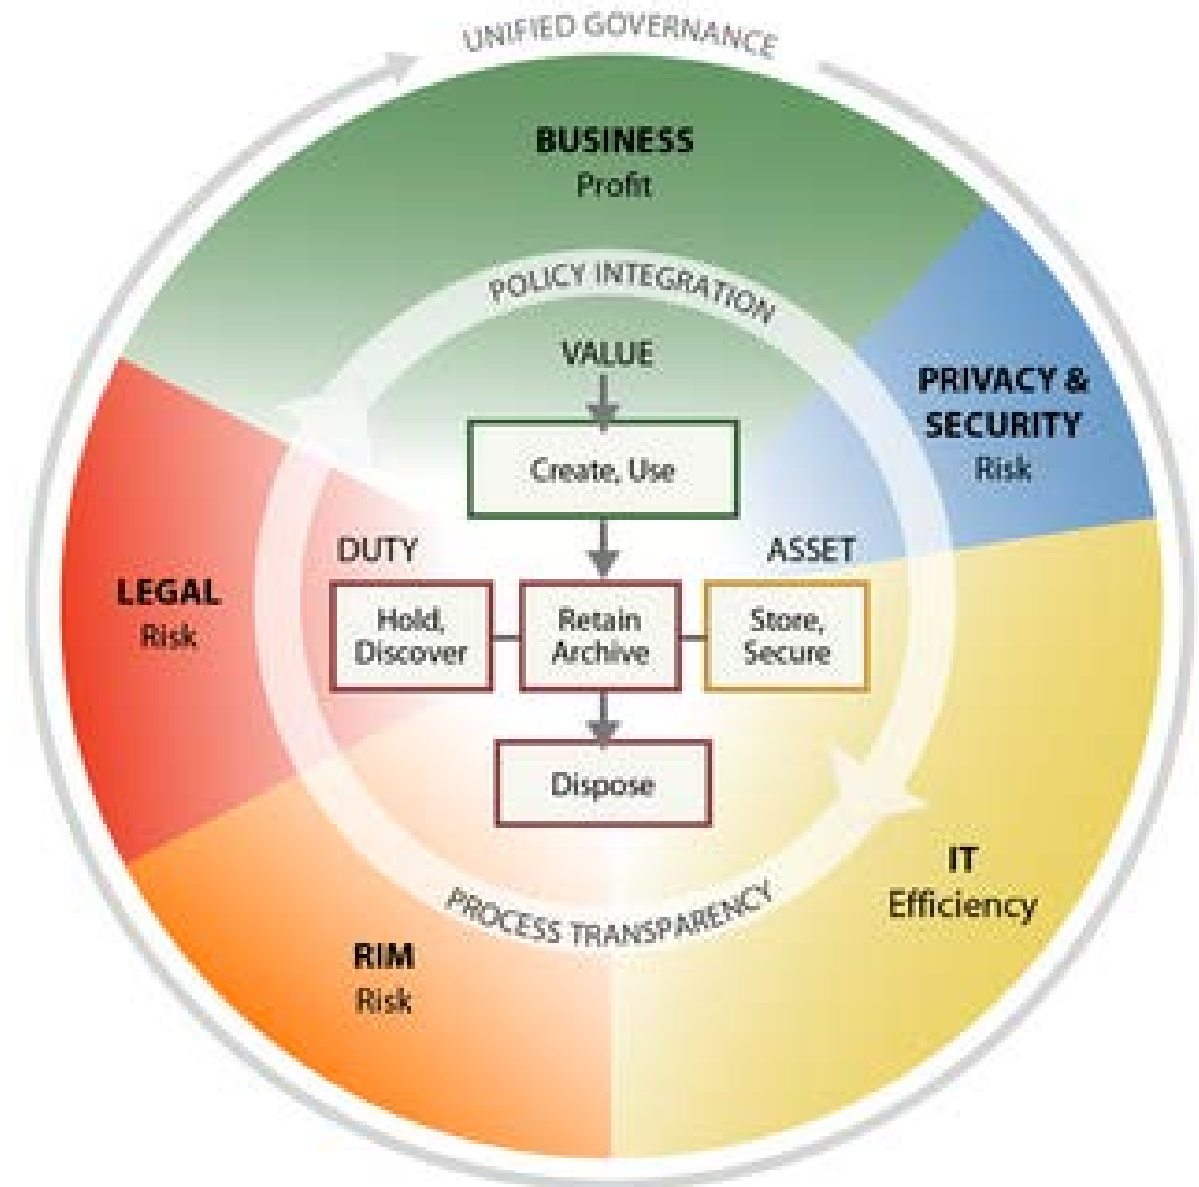 UNIFIED GOVERNANCE
BUSINESS
Profit
POLICY INTEGRATION
VALUE
Create, Use
PRIVACY &
SECURITY
Risk
DUTY
ASSET
LEGAL
Risk
Hold,
Discover
Retain
Archive
Store,
Secure
Dispose
IT
Efficiency
PROCESS TRANSPARENCY
RIM
Risk